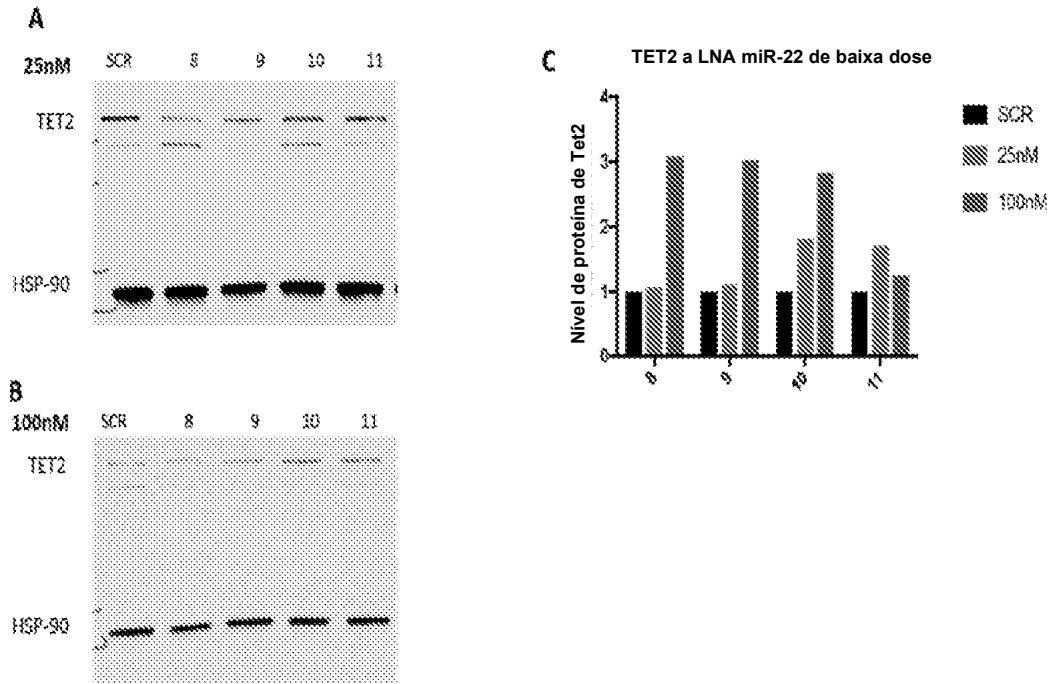 A
25nM SCR 8 9 10 11
TET2
HSP-90
B
100nM SCR 8 9 10 11
TET2
HSP-90
C
TET2 a LNA miR-22 de baixa dose
Nível de proteína de Tet2
4
3
2
1
0
8 9 10 11
SCR
25nM
100nM